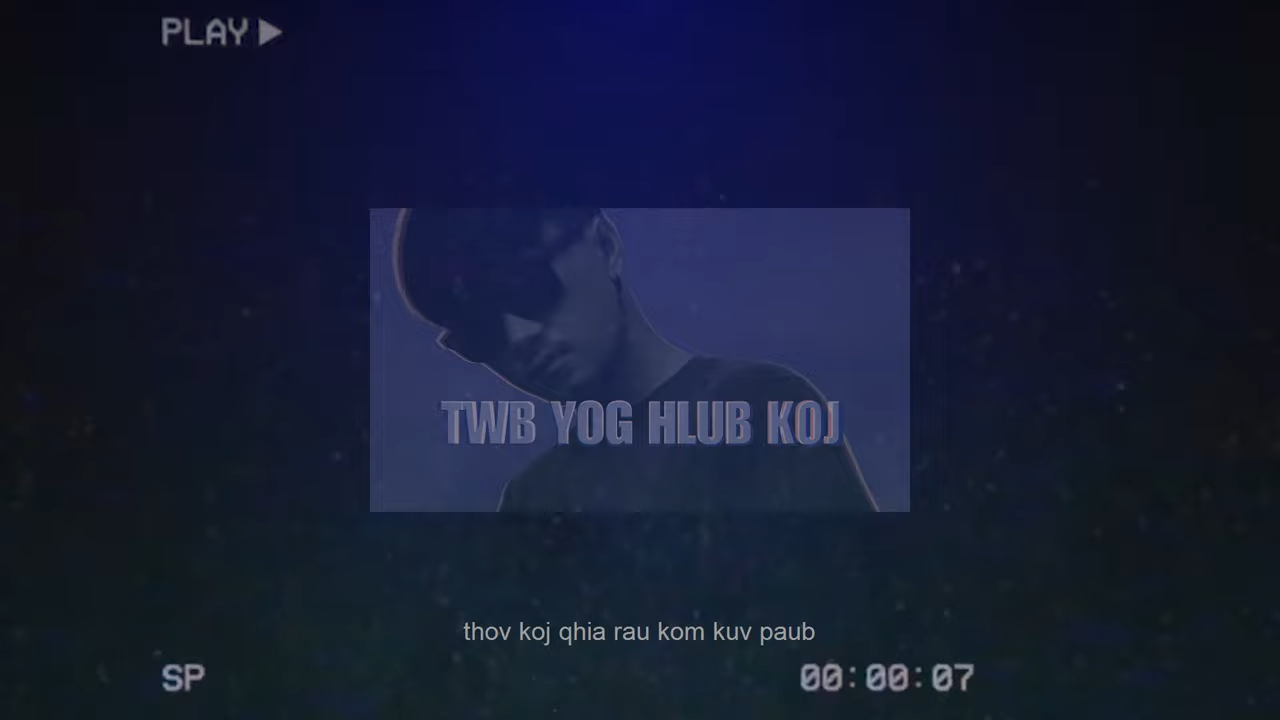 PLAY
TWB YOG HLUB KOJ
thov koj qhia rau kom kuv paub
SP
00:00:07